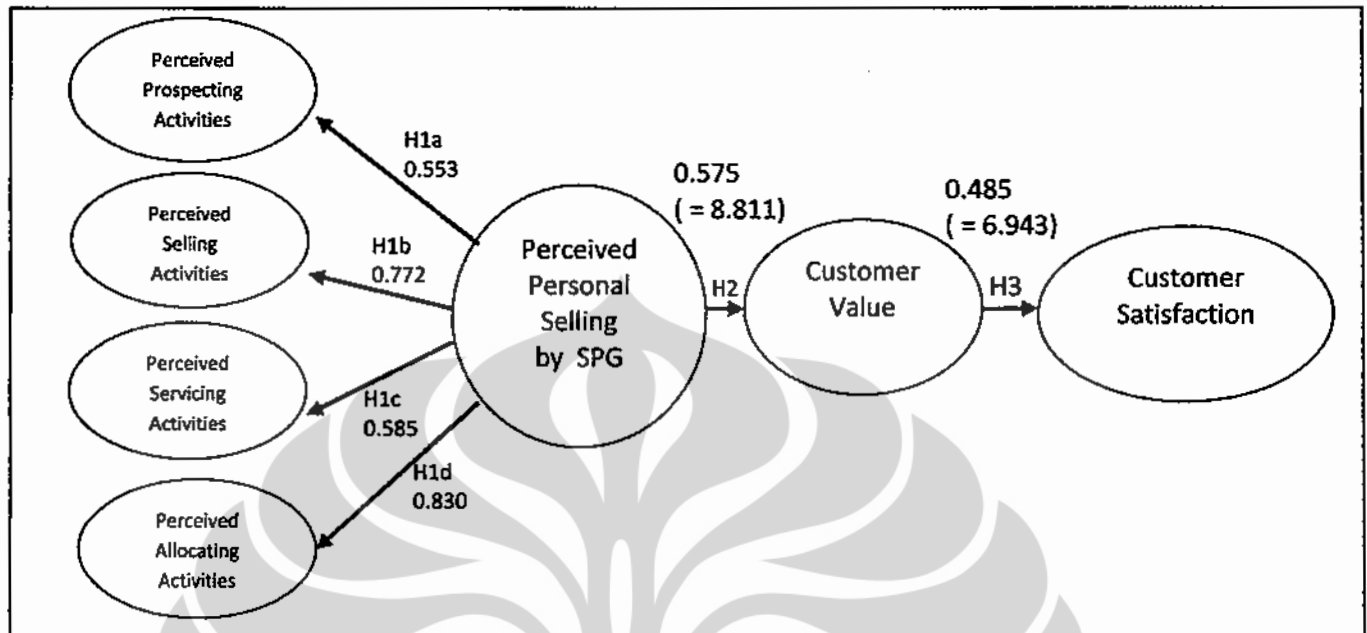 Perceived
Prospecting
Activities
H1a
0.553
Perceived
Selling
Activities
H1b
0.772
Perceived
Servicing
Activities
H1c
0.585
H1d
0.830
Perceived
Allocating
Activities
Perceived
Personal
Selling
by SPG
0.575
( = 8.811)
H2
Customer
Value
0.485
( = 6.943)
H3
Customer
Satisfaction